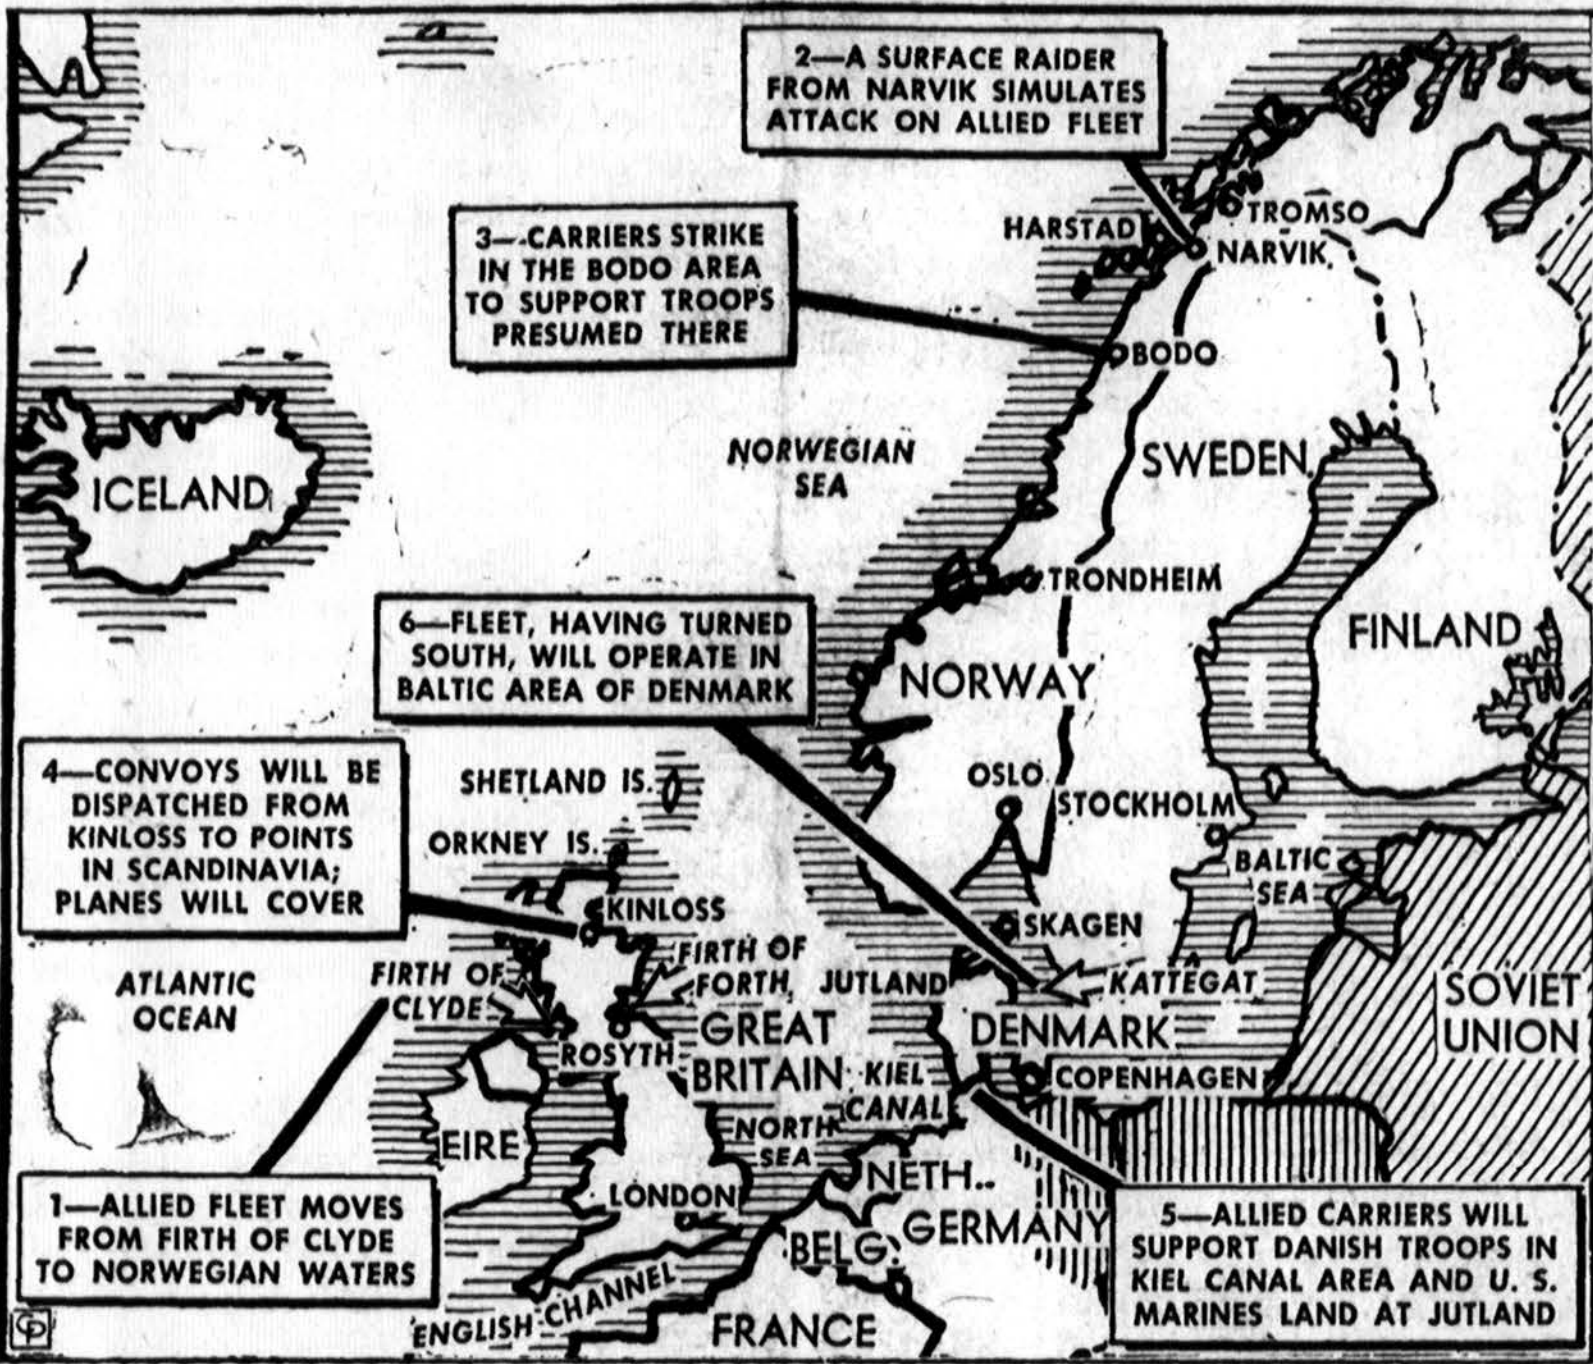 2—A SURFACE RAIDER
FROM NARVIK SIMULATES
ATTACK ON ALLIED FLEET
3—CARRIERS STRIKE
IN THE BODO AREA
TO SUPPORT TROOPS
PRESUMED THERE
HARSTAD
TROMSO
NARVIK
BODO
NORWEGIAN
SEA
SWEDEN
ICELAND
TRONDHEIM
FINLAND
6—FLEET, HAVING TURNED
SOUTH, WILL OPERATE IN
BALTIC AREA OF DENMARK
NORWAY
4—CONVOYS WILL BE
DISPATCHED FROM
KINLOSS TO POINTS
IN SCANDINAVIA;
PLANES WILL COVER
SHETLAND IS.
ORKNEY IS.
OSLO
STOCKHOLM
BALTIC
SEA
KINLOSS
SKAGEN
FIRTH OF
CLYDE
FIRTH OF
FORTH
JUTLAND
KATTEGAT
ATLANTIC
OCEAN
SOVIET
UNION
GREAT
BRITAIN
DENMARK
ROSYTH
KIEL
CANAL
COPENHAGEN
NORTH
SEA
EIRE
NETH..
LONDON
GERMANY
BELG.
1—ALLIED FLEET MOVES
FROM FIRTH OF CLYDE
TO NORWEGIAN WATERS
5—ALLIED CARRIERS WILL
SUPPORT DANISH TROOPS IN
KIEL CANAL AREA AND U. S.
MARINES LAND AT JUTLAND
ENGLISH CHANNEL
FRANCE
CP